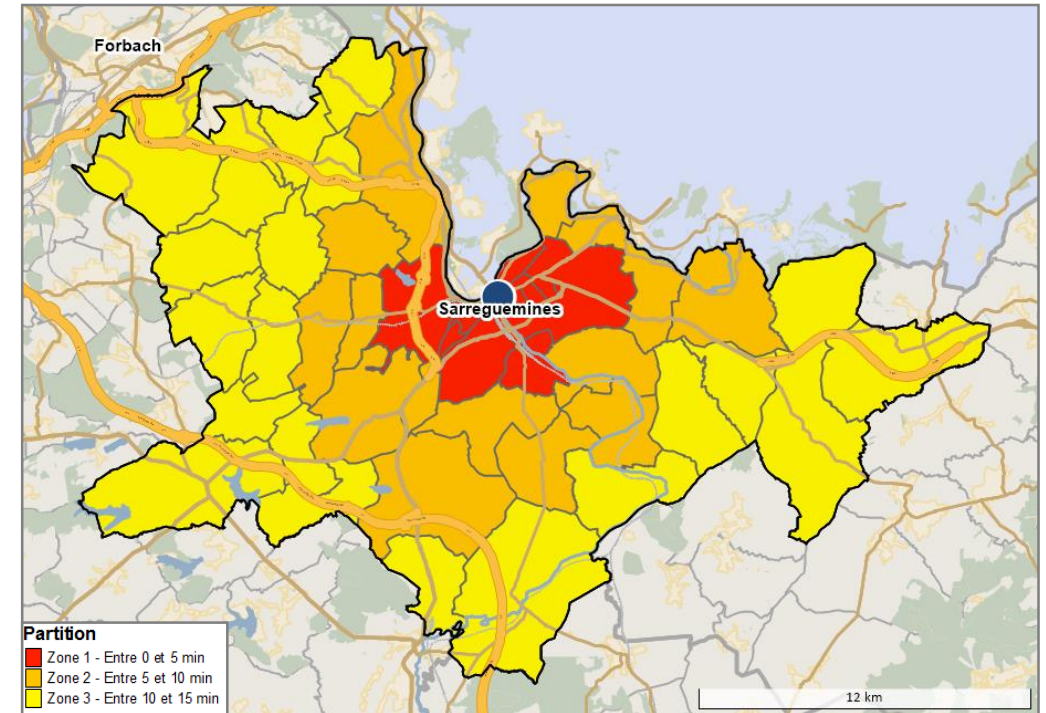 Forbach
Sarreguemines
Partition
Zone 1 - Entre 0 et 5 min
Zone 2 - Entre 5 et 10 min
Zone 3 - Entre 10 et 15 min
12 km